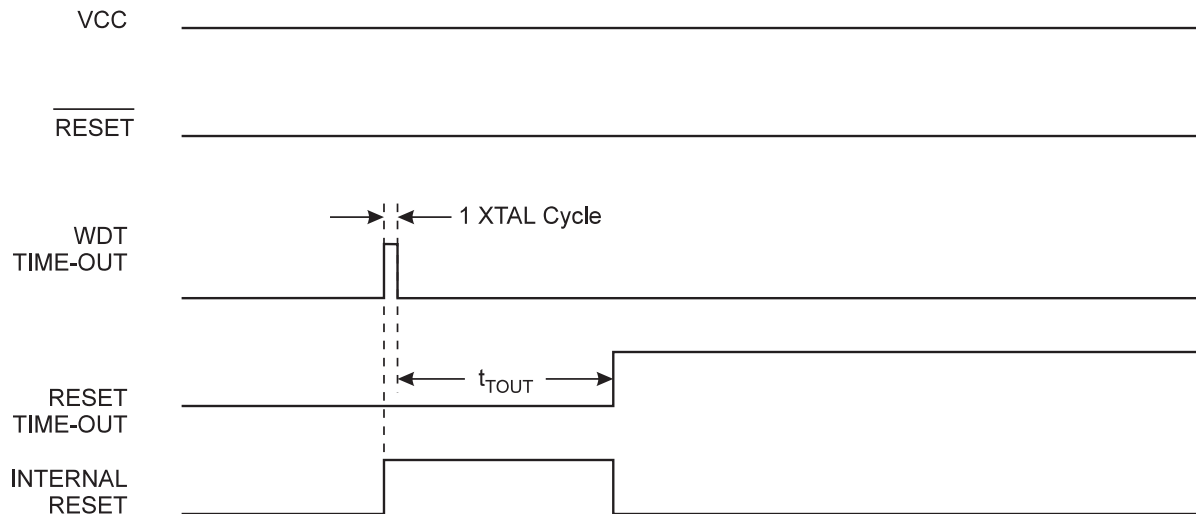 VCC
RESET
1 XTAL Cycle
WDT
TIME-OUT
tTOUT
RESET
TIME-OUT
INTERNAL
RESET